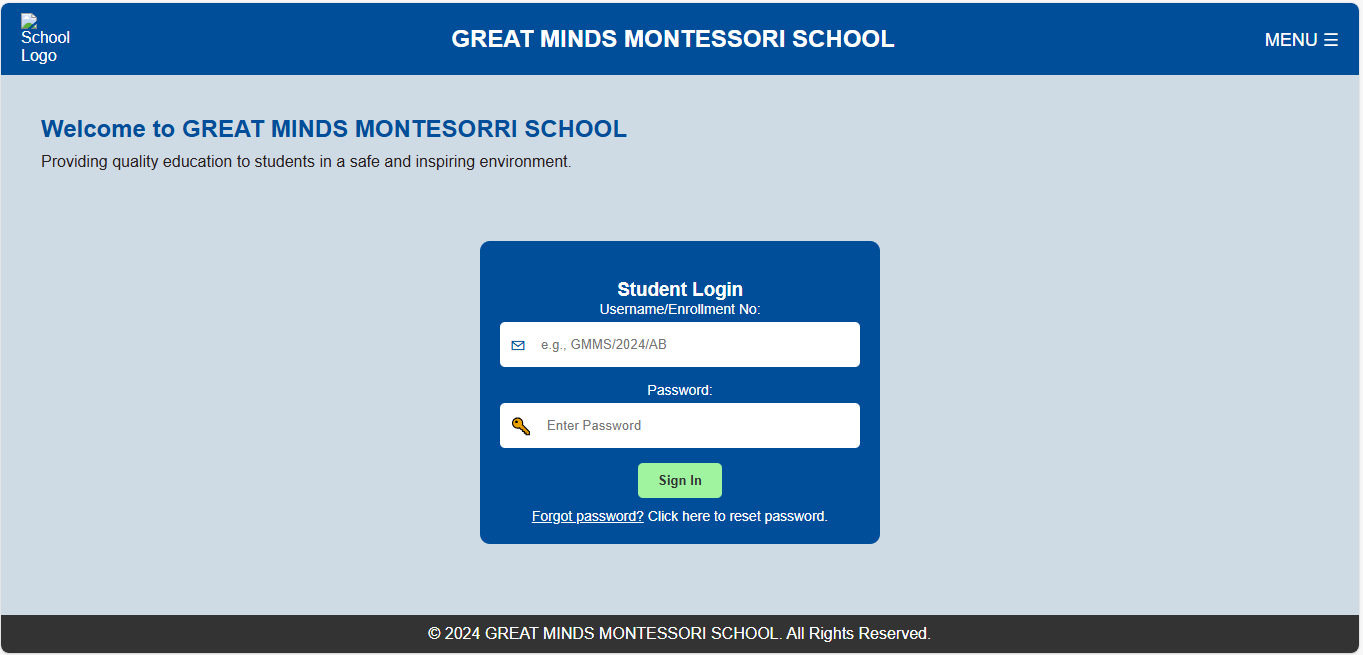 School
Logo
GREAT MINDS MONTESSORI SCHOOL
MENU ☰
Welcome to GREAT MINDS MONTESORRI SCHOOL
Providing quality education to students in a safe and inspiring environment.
Student Login
Username/Enrollment No:
e.g., GMMS/2024/AB
Password:
Enter Password
Sign In
Forgot password? Click here to reset password.
© 2024 GREAT MINDS MONTESSORI SCHOOL. All Rights Reserved.